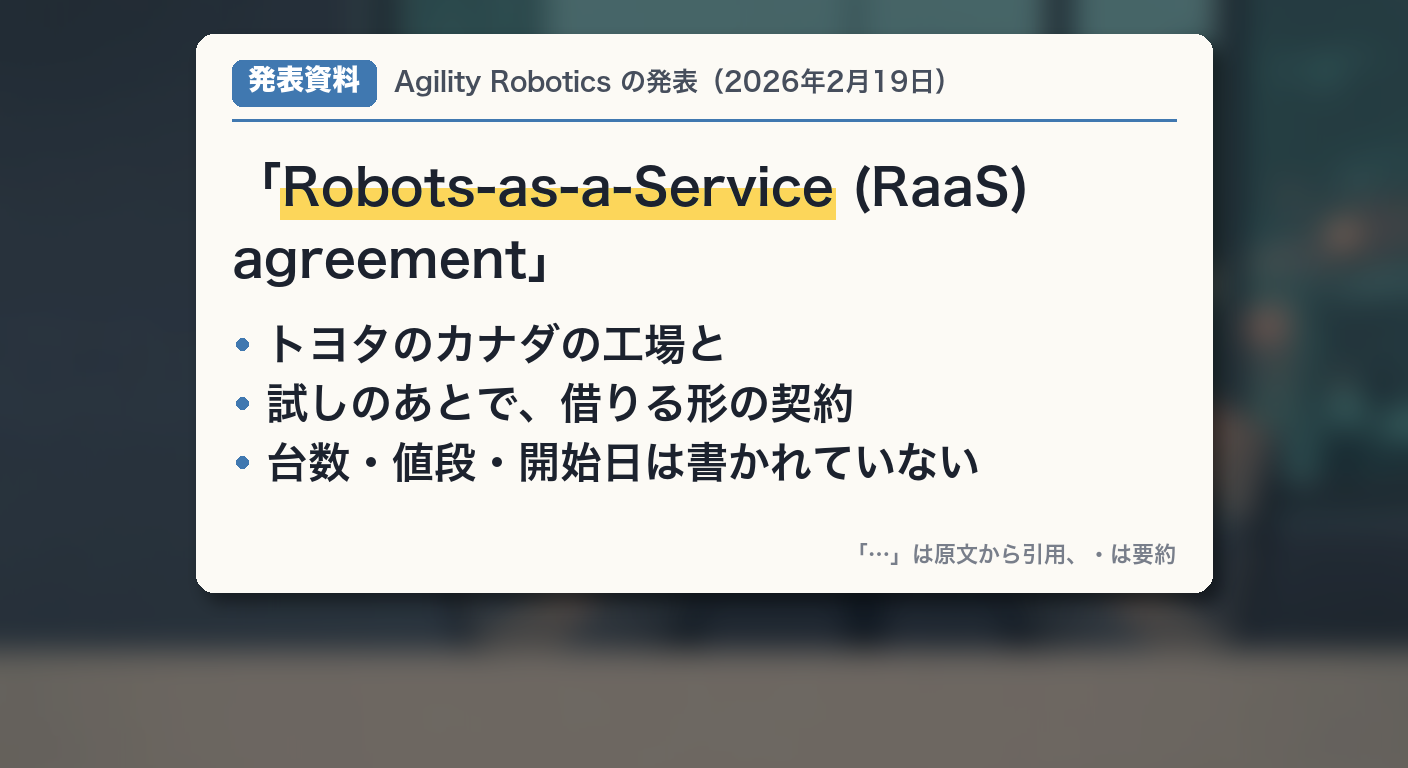 発表資料 Agility Robotics の発表（2026年2月19日）
「Robots-as-a-Service (RaaS)
agreement」
• トヨタのカナダの工場と
• 試しのあとで、借りる形の契約
• 台数・値段・開始日は書かれていない
「…」は原文から引用、・は要約